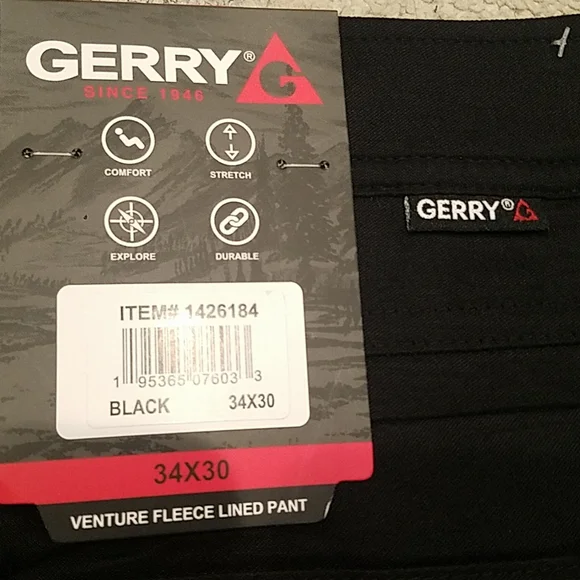 GERRY® G
SINCE 1946
COMFORT
STRETCH
EXPLORE
DURABLE
ITEM# 1426184
1 95365 07603 3
BLACK 34X30
34X30
VENTURE FLEECE LINED PANT
GERRY® G